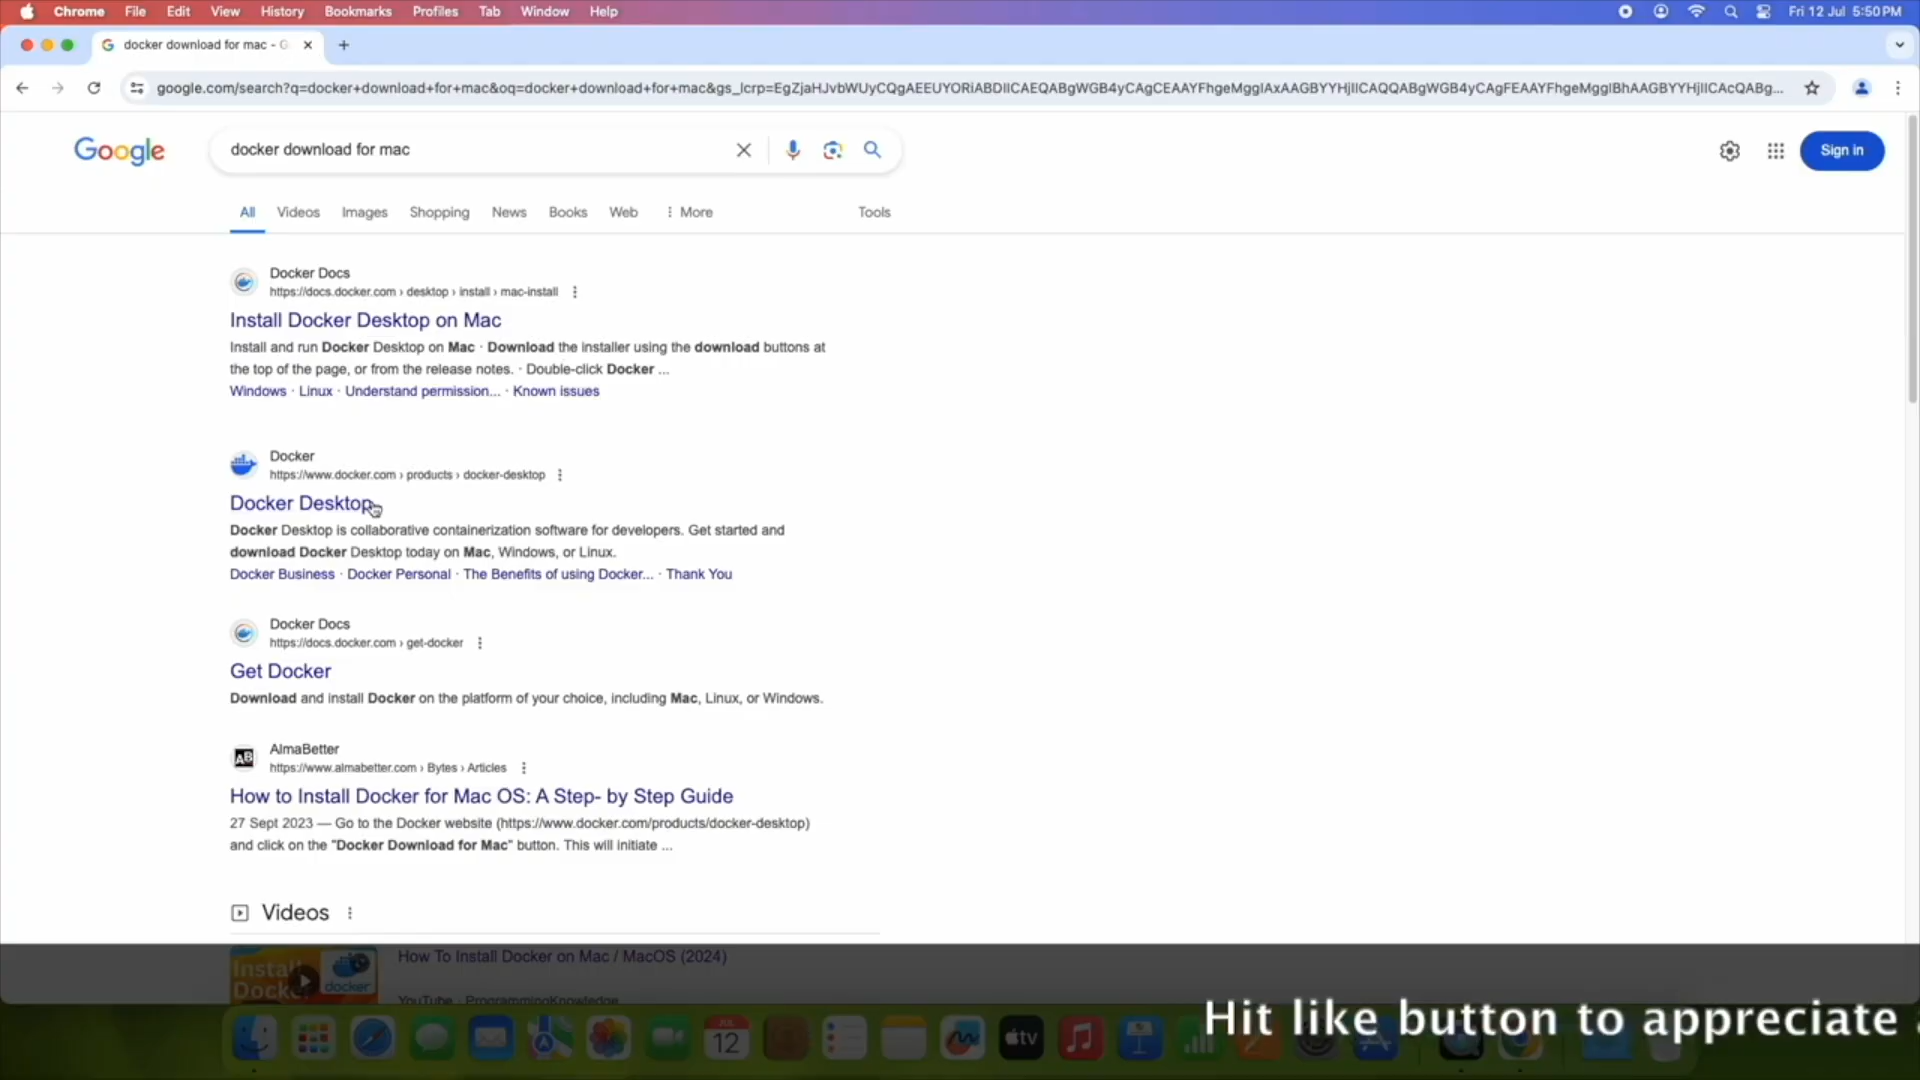 Chrome File Edit View History Bookmarks Profiles Tab Window Help Fri 12 Jul 5:50 PM
docker download for mac - G
google.com/search?q=docker+download+for+mac&oq=docker+download+for+mac&gs_lcrp=EgZjaHJvbWUyCQgAEEUYORiABDIICAEQABgWGB4yCAgCEAAYFhgeMggIAxAAGBYYHjIICAQQABgWGB4yCAgFEAAYFhgeMggIBhAAGBYYHjIICAcQABg...
Google docker download for mac Sign in
All Videos Images Shopping News Books Web More Tools
Docker Docs
https://docs.docker.com › desktop › install › mac-install
Install Docker Desktop on Mac
Install and run Docker Desktop on Mac · Download the installer using the download buttons at
the top of the page, or from the release notes. · Double-click Docker ...
Windows · Linux · Understand permission... · Known issues
Docker
https://www.docker.com › products › docker-desktop
Docker Desktop
Docker Desktop is collaborative containerization software for developers. Get started and
download Docker Desktop today on Mac, Windows, or Linux.
Docker Business · Docker Personal · The Benefits of using Docker... · Thank You
Docker Docs
https://docs.docker.com › get-docker
Get Docker
Download and install Docker on the platform of your choice, including Mac, Linux, or Windows.
AB AlmaBetter
https://www.almabetter.com › Bytes › Articles
How to Install Docker for Mac OS: A Step- by Step Guide
27 Sept 2023 — Go to the Docker website (https://www.docker.com/products/docker-desktop)
and click on the "Docker Download for Mac" button. This will initiate ...
Videos
How To Install Docker on Mac / MacOS (2024)
Install
docker
YouTube · ProgrammingKnowledge
Hit like button to appreciate
JUL
12
tv